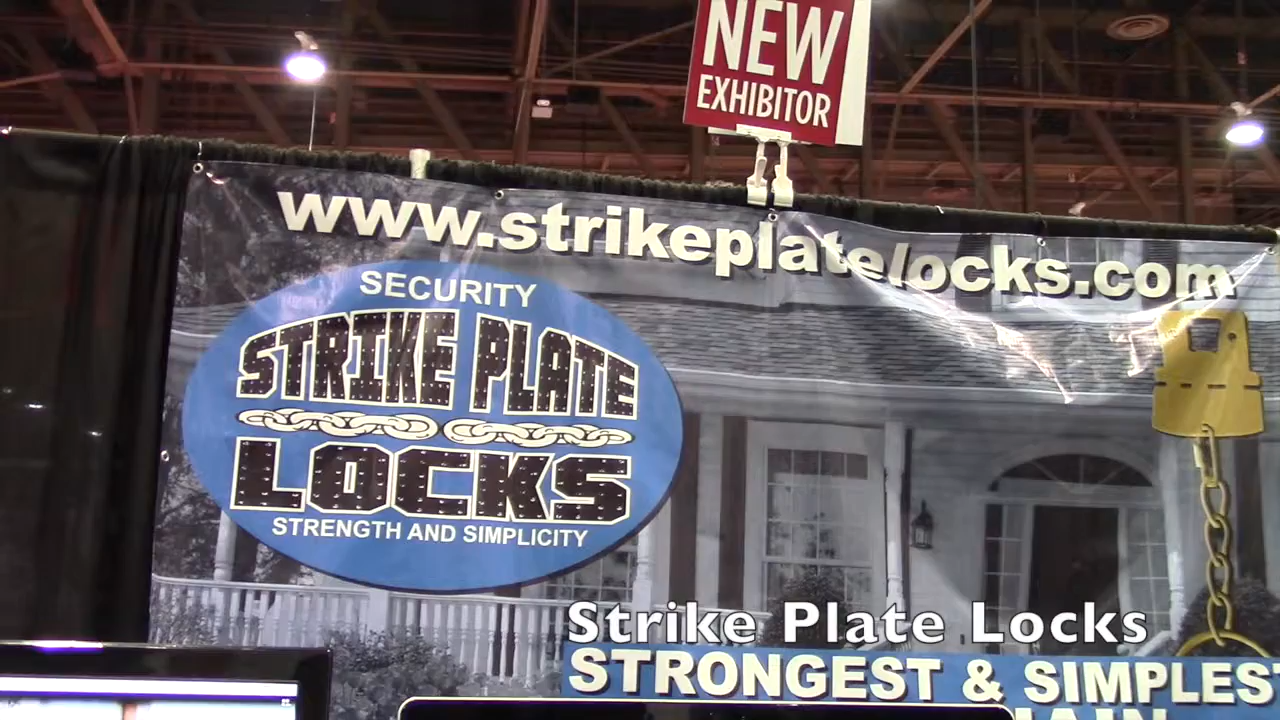 NEW
EXHIBITOR
www.strikeplatelocks.com
SECURITY
STRIKE PLATE
LOCKS
STRENGTH AND SIMPLICITY
Strike Plate Locks
STRONGEST & SIMPLEST